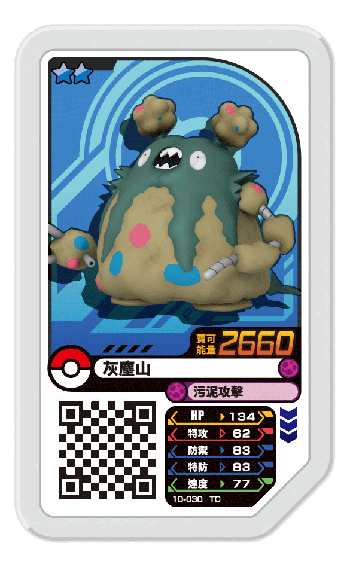 寶可
能量 2660
灰塵山
污泥攻擊
HP 134
特攻 62
防禦 83
特防 83
速度 77
10-030 TC